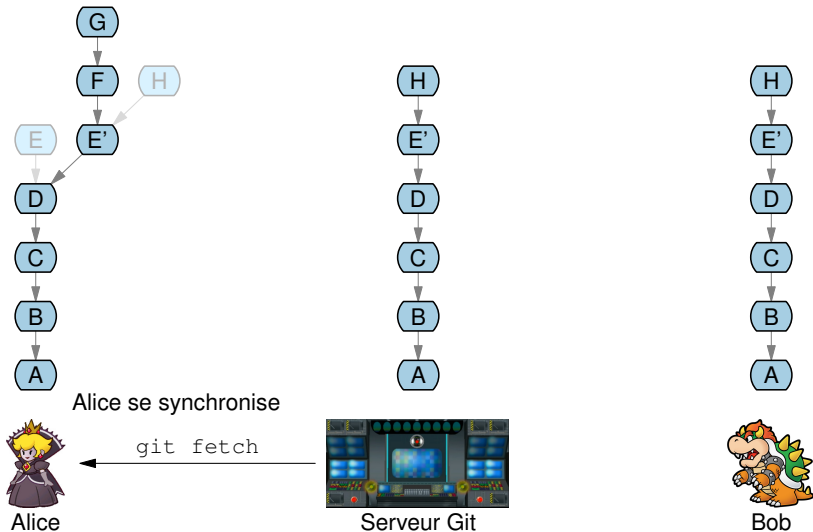 G
F H H H
E E' E' E'
D D D
C C C
B B B
A A A
Alice se synchronise
git fetch
Alice Serveur Git Bob